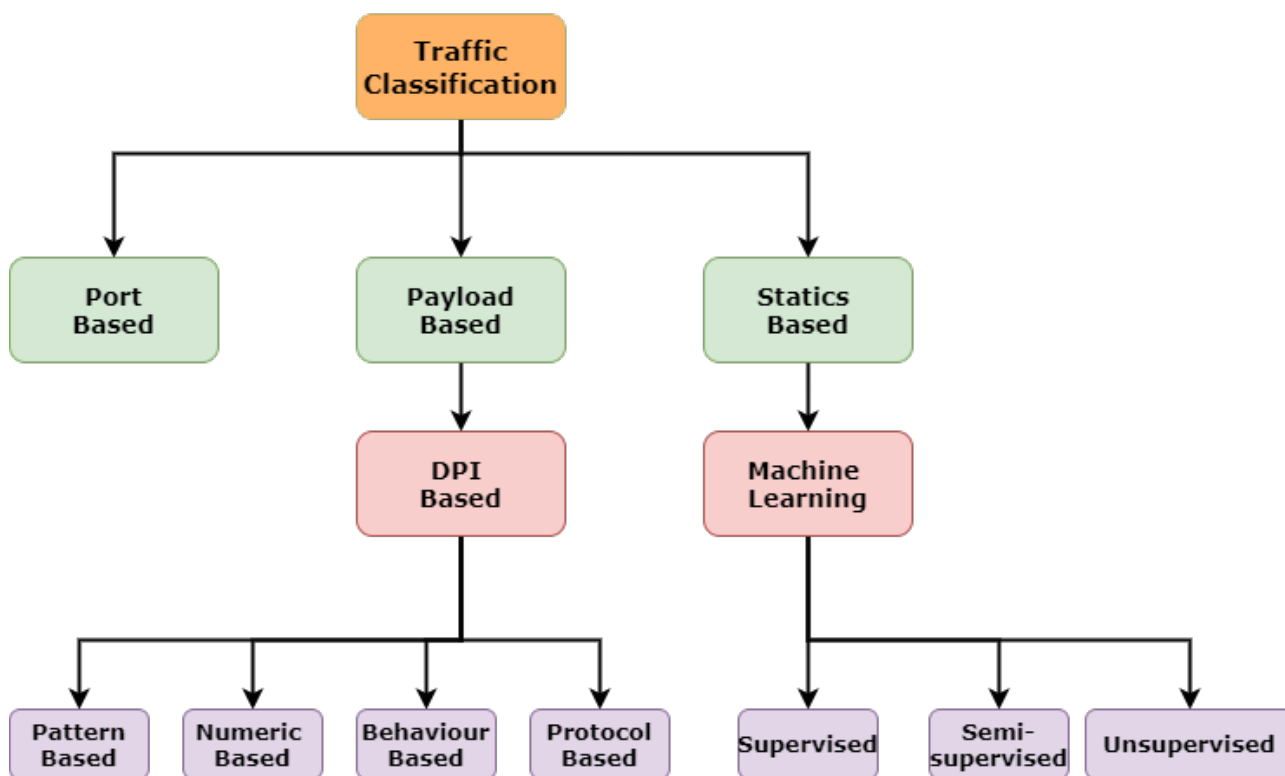 Traffic
Classification
Port
Based
Payload
Based
Statics
Based
DPI
Based
Machine
Learning
Pattern
Based
Numeric
Based
Behaviour
Based
Protocol
Based
Supervised
Semi-
supervised
Unsupervised